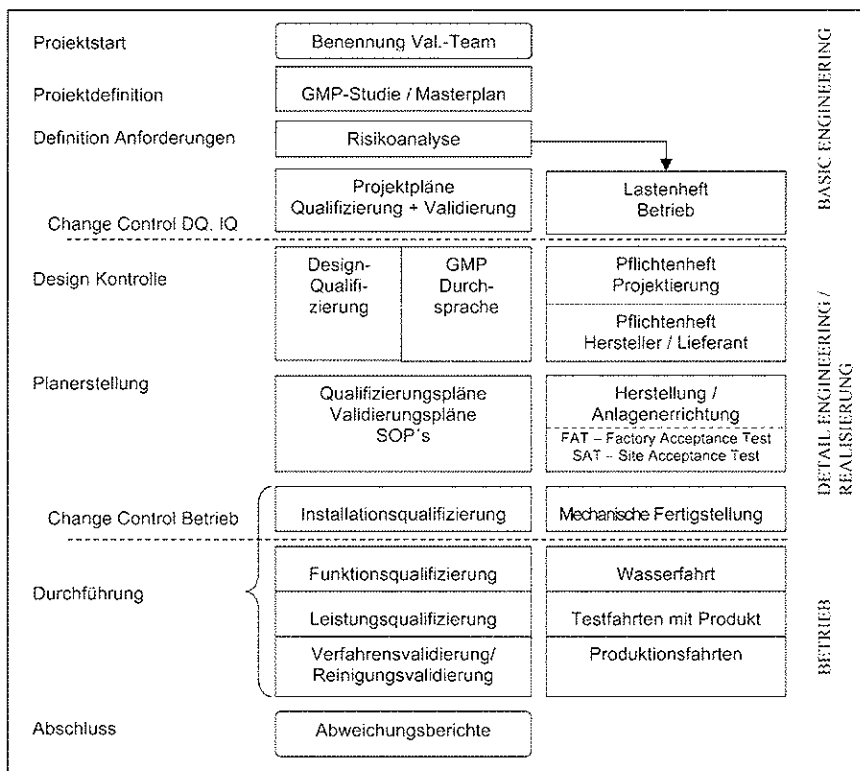 Projektstart
Benennung Val.-Team
Projektdefinition
GMP-Studie / Masterplan
Definition Anforderungen
Risikoanalyse
Projektpläne
Qualifizierung + Validierung
Lastenheft
Betrieb
BASIC ENGINEERING
Change Control DQ, IQ
Design Kontrolle
Design-
Qualifi-
zierung
GMP
Durch-
sprache
Pflichtenheft
Projektierung
Pflichtenheft
Hersteller / Lieferant
Planerstellung
Qualifizierungspläne
Validierungspläne
SOP´s
Herstellung /
Anlagenerrichtung
FAT – Factory Acceptance Test
SAT – Site Acceptance Test
DETAIL ENGINEERING /
REALISIERUNG
Change Control Betrieb
Installationsqualifizierung
Mechanische Fertigstellung
Durchführung
Funktionsqualifizierung
Wasserfahrt
Leistungsqualifizierung
Testfahrten mit Produkt
Verfahrensvalidierung/
Reinigungsvalidierung
Produktionsfahrten
BETRIEB
Abschluss
Abweichungsberichte